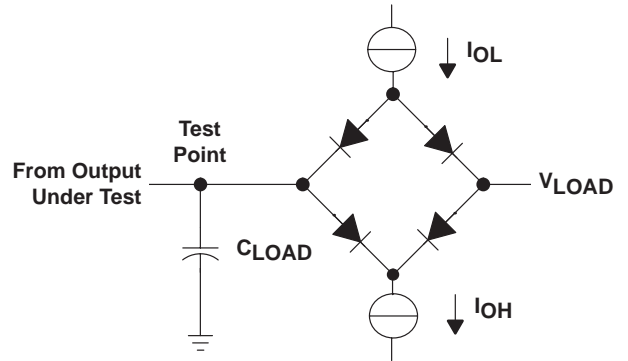 IOL
Test
Point
From Output
Under Test
VLOAD
CLOAD
IOH